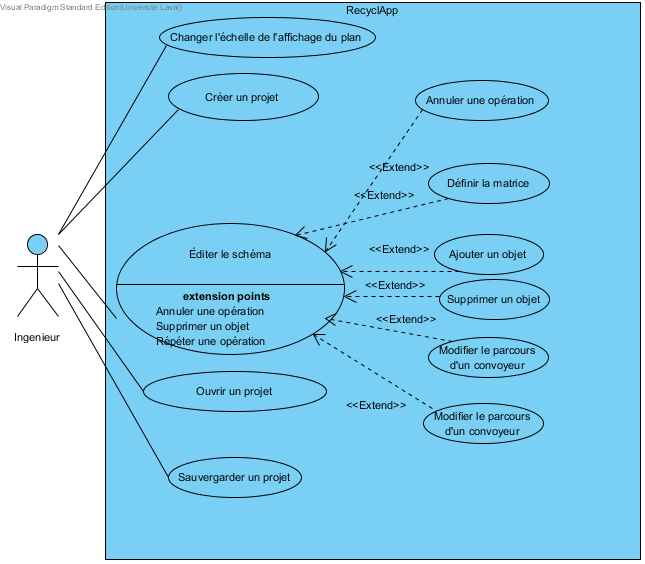 Visual Paradigm Standard Edition(Université Laval)
RecyclApp
Changer l'échelle de l'affichage du plan
Créer un projet
Annuler une opération
<<Extend>>
Définir la matrice
<<Extend>>
Éditer le schéma
<<Extend>>
Ajouter un objet
<<Extend>>
extension points
Annuler une opération
Supprimer un objet
Répéter une opération
Supprimer un objet
<<Extend>>
Ingenieur
Modifier le parcours
d'un convoyeur
Ouvrir un projet
<<Extend>>
Modifier le parcours
d'un convoyeur
Sauvergarder un projet